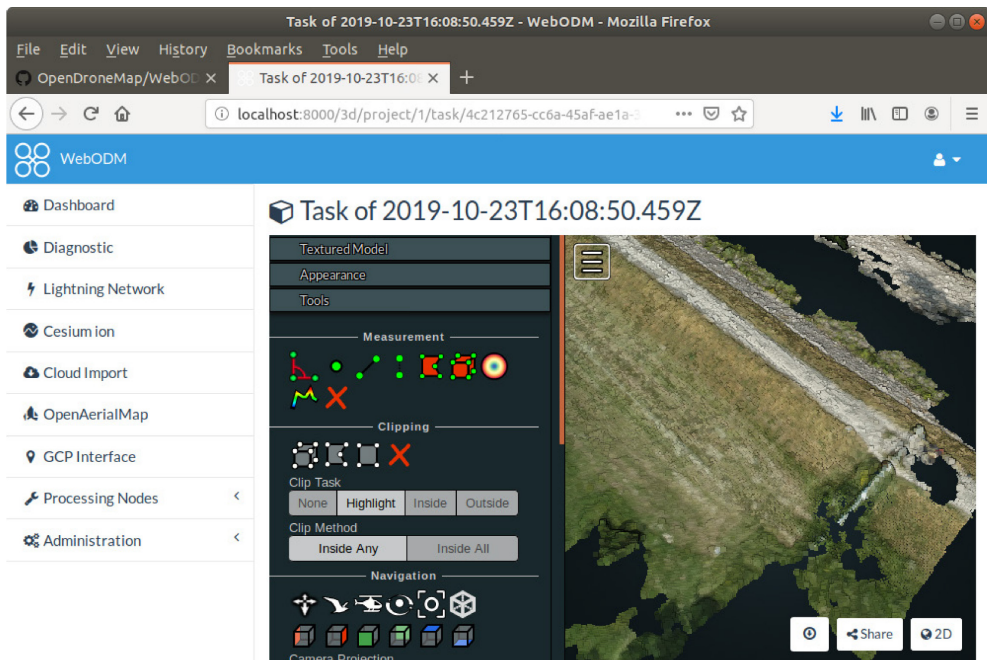 Task of 2019-10-23T16:08:50.459Z - WebODM - Mozilla Firefox
File Edit View History Bookmarks Tools Help
OpenDroneMap/WebOD
Task of 2019-10-23T16:08
localhost:8000/3d/project/1/task/4c212765-cc6a-45af-ae1a-3
WebODM
Dashboard
Diagnostic
Lightning Network
Cesium ion
Cloud Import
OpenAerialMap
GCP Interface
Processing Nodes
Administration
Task of 2019-10-23T16:08:50.459Z
Textured Model
Appearance
Tools
Measurement
Clipping
Clip Task
None Highlight Inside Outside
Clip Method
Inside Any Inside All
Navigation
Camera Projection
Share
2D